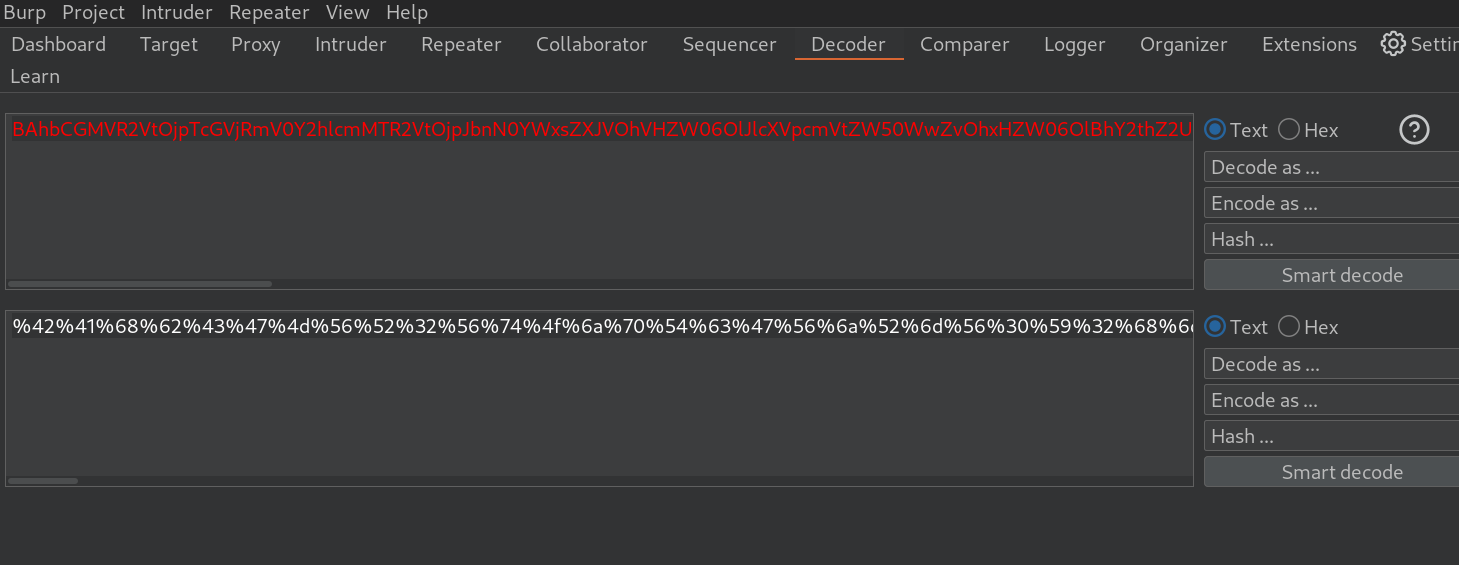 Burp Project Intruder Repeater View Help
Dashboard Target Proxy Intruder Repeater Collaborator Sequencer Decoder Comparer Logger Organizer Extensions Settin
Learn
BAhbCGMVR2VtOjpTcGVjRmV0Y2hlcmMTR2VtOjpJbnN0YWxsZXJVOhVHZW06OlJlcXVpcmVtZW50WwZvOhxHZW06OlBhY2thZ2U
Text Hex ?
Decode as ...
Encode as ...
Hash ...
Smart decode
%42%41%68%62%43%47%4d%56%52%32%56%74%4f%6a%70%54%63%47%56%6a%52%6d%56%30%59%32%68%6c
Text Hex
Decode as ...
Encode as ...
Hash ...
Smart decode